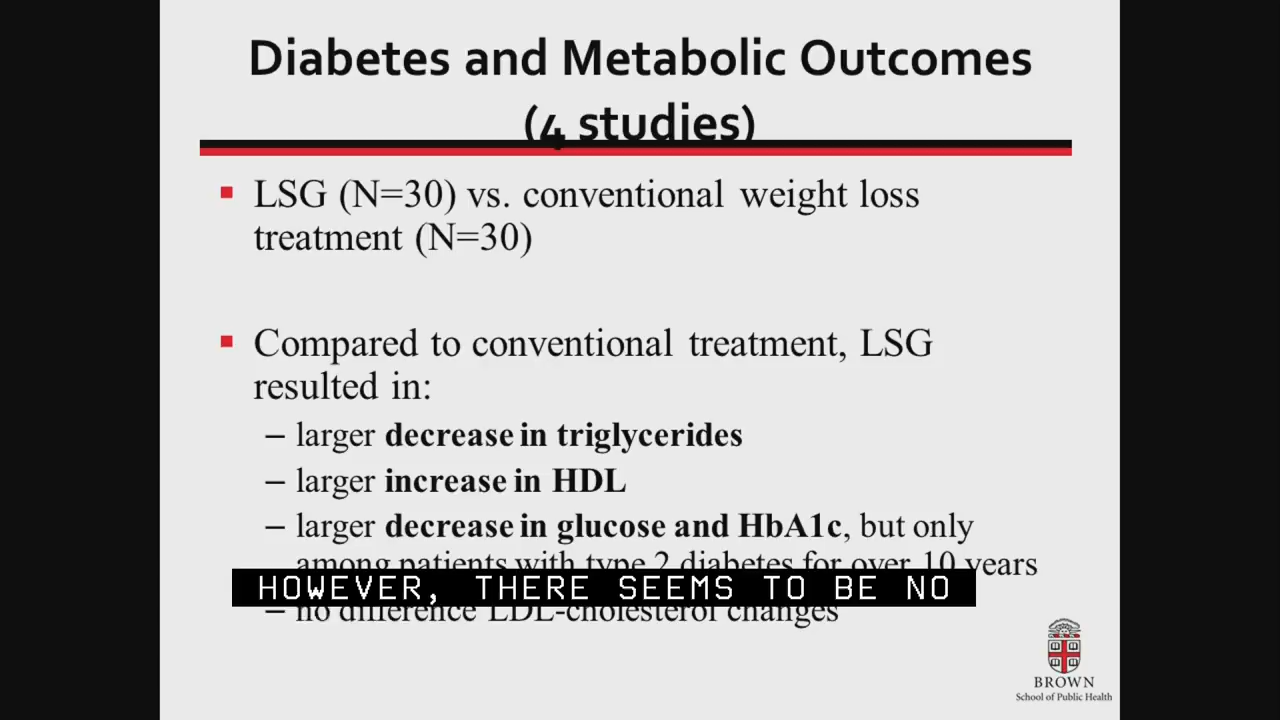 Diabetes and Metabolic Outcomes
(4 studies)
LSG (N=30) vs. conventional weight loss
treatment (N=30)
Compared to conventional treatment, LSG
resulted in:
– larger decrease in triglycerides
– larger increase in HDL
– larger decrease in glucose and HbA1c, but only
among patients with type 2 diabetes for over 10 years
HOWEVER, THERE SEEMS TO BE NO
– no difference LDL-cholesterol changes
BROWN
School of Public Health